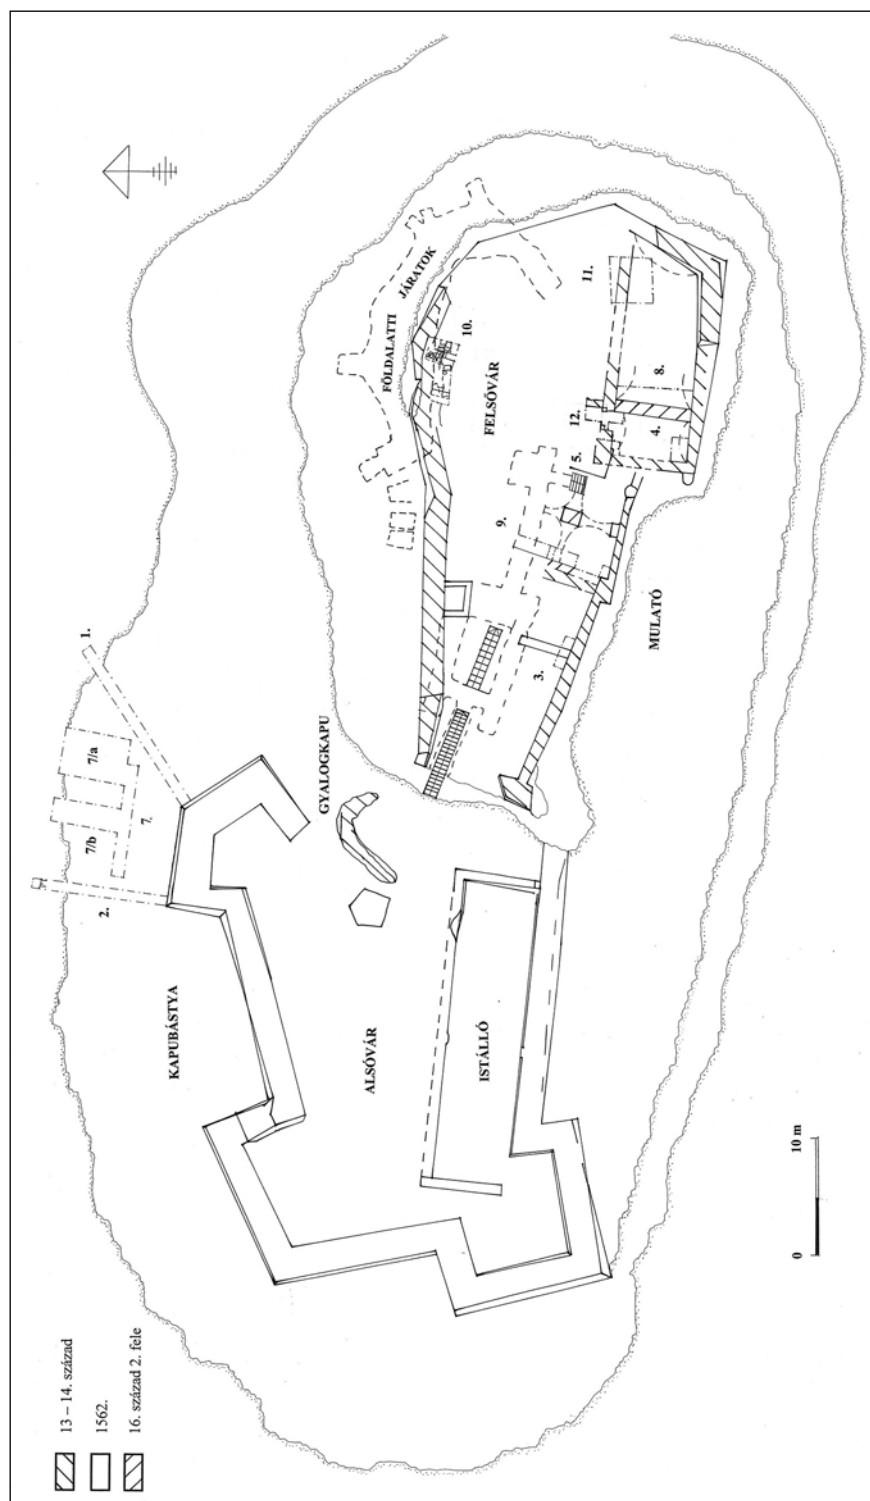 1.
7/a
7.
7/b
2.
KAPUBÁSTYA
GYALOGKAPU
ALSÓVÁR
ISTÁLLÓ
FÖLDALATTI
JÁRATOK
FELSŐVÁR
10.
11.
12.
8.
4.
5.
9.
3.
MULATÓ
0
10 m
13 – 14. század
1562.
16. század 2. fele